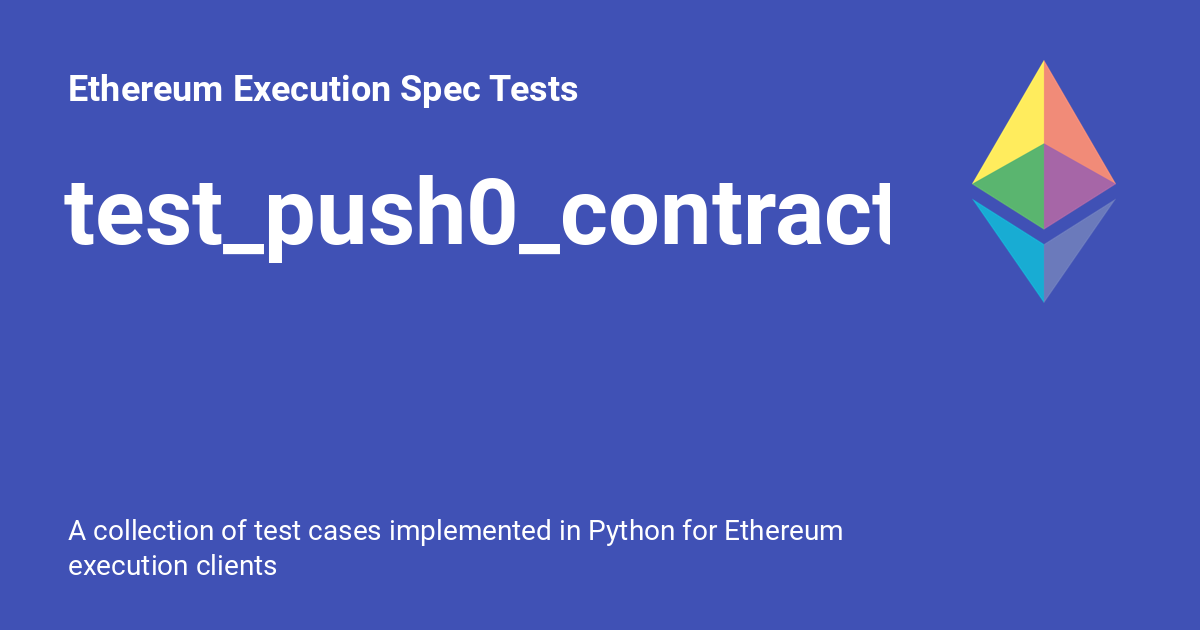 Ethereum Execution Spec Tests
test_push0_contract
A collection of test cases implemented in Python for Ethereum
execution clients